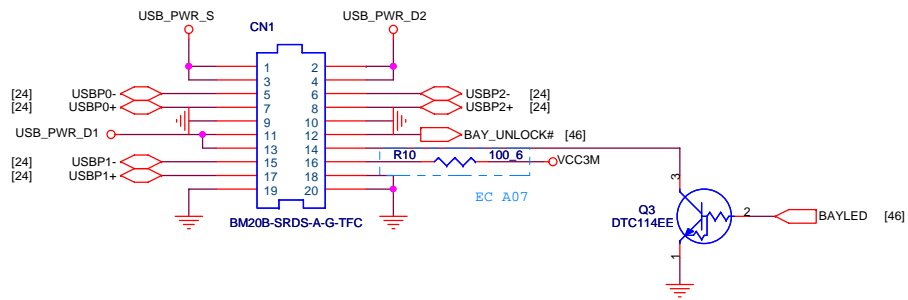 USB_PWR_S USB_PWR_D2
CN1
1 2
3 4
[24] USBP0- 5 6 USBP2- [24]
[24] USBP0+ 7 8 USBP2+ [24]
9 10
USB_PWR_D1 11 12 BAY_UNLOCK# [46]
13 14
[24] USBP1- 15 16 R10 100_6 VCC3M
[24] USBP1+ 17 18
19 20
EC A07
BM20B-SRDS-A-G-TFC
3
Q3
DTC114EE
2 BAYLED [46]
1